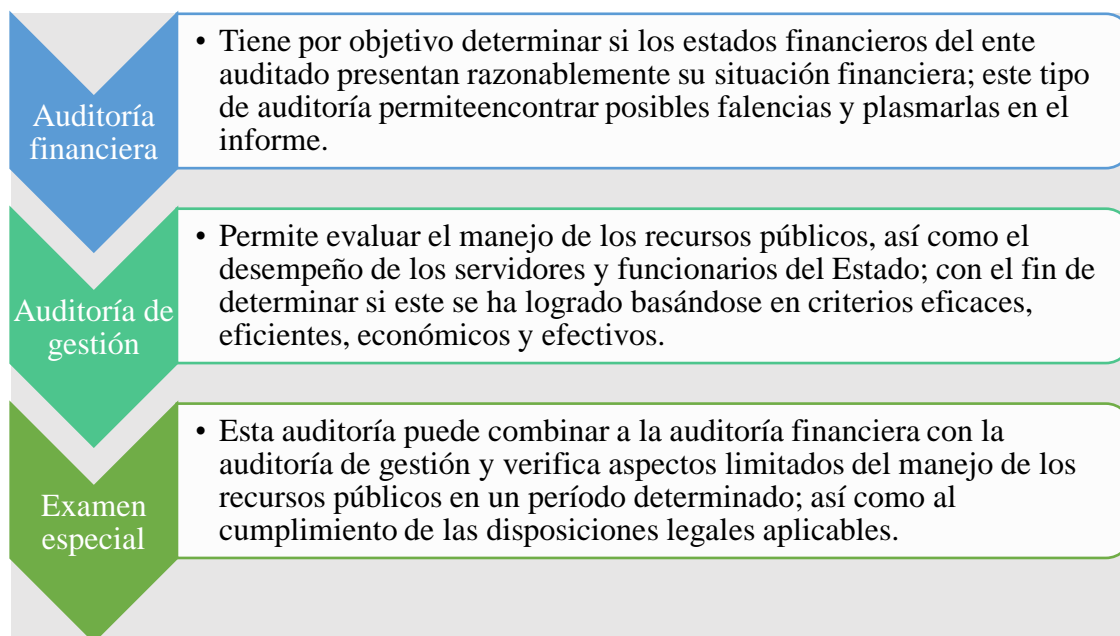 Auditoría
financiera
• Tiene por objetivo determinar si los estados financieros del ente
auditado presentan razonablemente su situación financiera; este tipo
de auditoría permiteencontrar posibles falencias y plasmarlas en el
informe.
Auditoría de
gestión
• Permite evaluar el manejo de los recursos públicos, así como el
desempeño de los servidores y funcionarios del Estado; con el fin de
determinar si este se ha logrado basándose en criterios eficaces,
eficientes, económicos y efectivos.
Examen
especial
• Esta auditoría puede combinar a la auditoría financiera con la
auditoría de gestión y verifica aspectos limitados del manejo de los
recursos públicos en un período determinado; así como al
cumplimiento de las disposiciones legales aplicables.